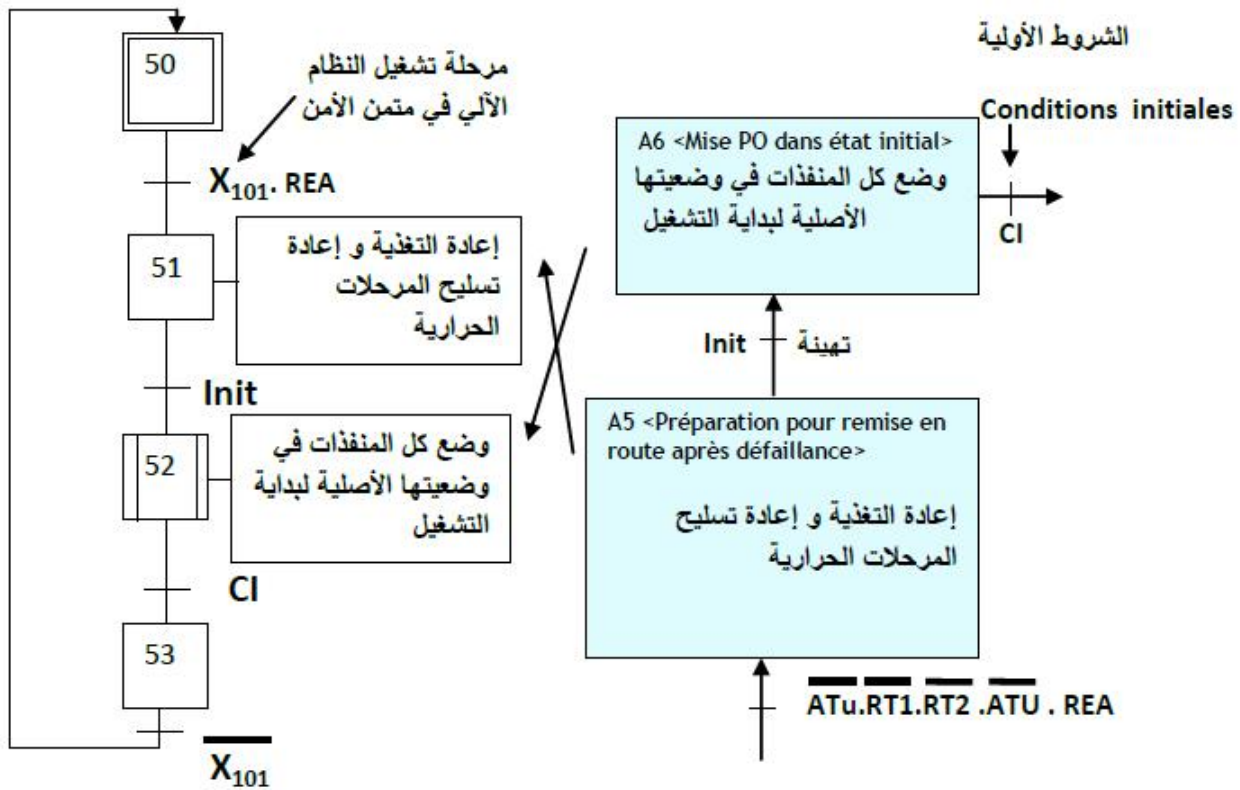 50
مرحلة تشغيل النظام
الآلي في متمن الأمن
X101. REA
51
إعادة التغذية و إعادة
تسليح المرحلات
الحرارية
Init
52
وضع كل المنفذات في
وضعيتها الأصلية لبداية
التشغيل
CI
53
X101
الشروط الأولية
Conditions initiales
A6 <Mise PO dans état initial>
وضع كل المنفذات في وضعيتها
الأصلية لبداية التشغيل
CI
Init تهينة
A5 <Préparation pour remise en
route après défaillance>
إعادة التغذية و إعادة تسليح
المرحلات الحرارية
ATu.RT1.RT2 .ATU . REA